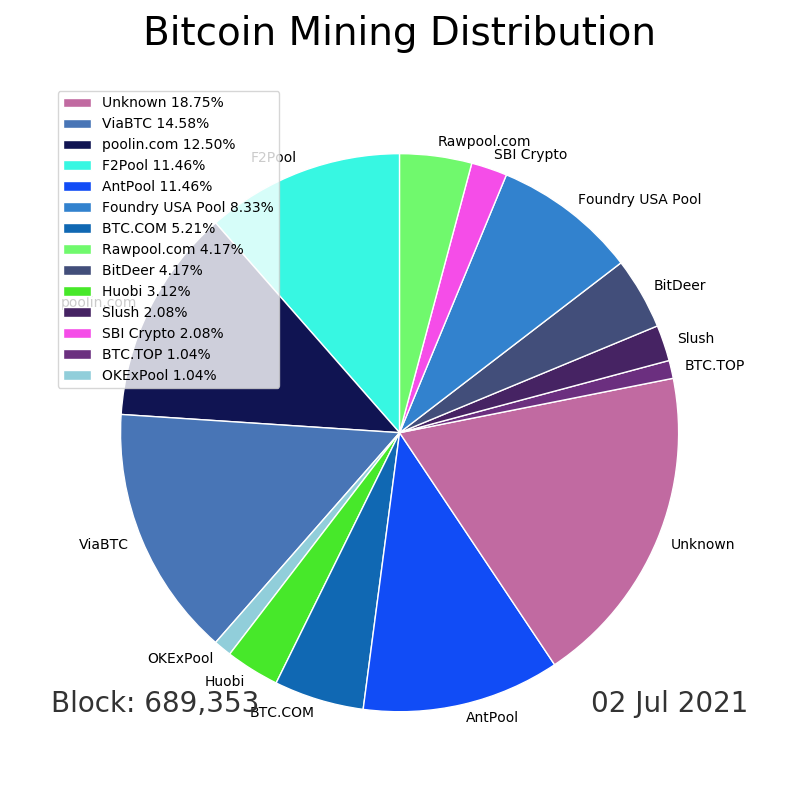 Bitcoin Mining Distribution
Unknown 18.75%
ViaBTC 14.58%
poolin.com 12.50%
F2Pool 11.46%
AntPool 11.46%
Foundry USA Pool 8.33%
BTC.COM 5.21%
Rawpool.com 4.17%
BitDeer 4.17%
Huobi 3.12%
Slush 2.08%
SBI Crypto 2.08%
BTC.TOP 1.04%
OKExPool 1.04%
Rawpool.com
SBI Crypto
F2Pool
Foundry USA Pool
BitDeer
poolin.com
Slush
BTC.TOP
ViaBTC
Unknown
OKExPool
Huobi
BTC.COM
AntPool
Block: 689,353
02 Jul 2021